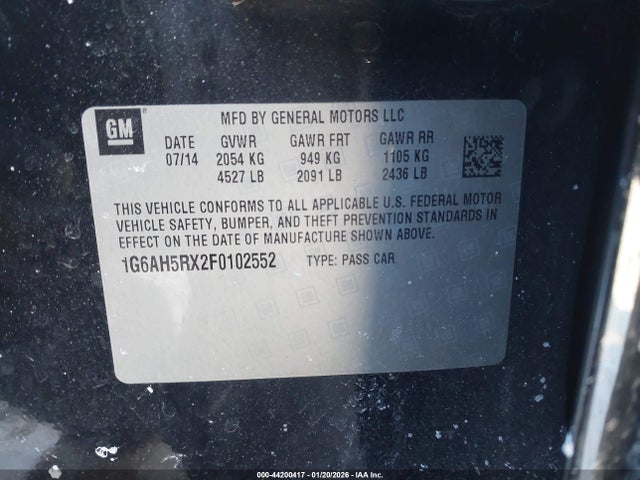 GM
MFD BY GENERAL MOTORS LLC
DATE GVWR GAWR FRT GAWR RR
07/14 2054 KG 949 KG 1105 KG
4527 LB 2091 LB 2436 LB
THIS VEHICLE CONFORMS TO ALL APPLICABLE U.S. FEDERAL MOTOR
VEHICLE SAFETY, BUMPER, AND THEFT PREVENTION STANDARDS IN
EFFECT ON THE DATE OF MANUFACTURE SHOWN ABOVE.
1G6AH5RX2F0102552 TYPE: PASS CAR
000-44200417 - 01/20/2026 - IAAI.CA